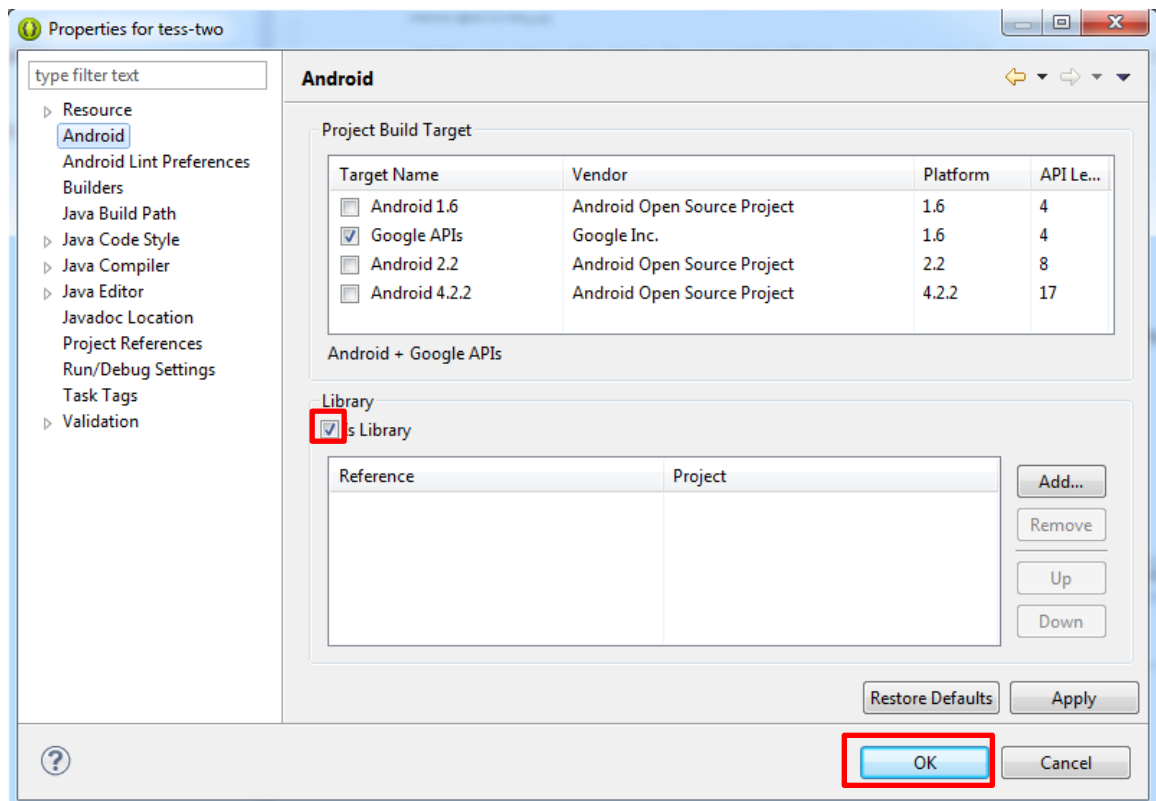 Properties for tess-two
type filter text
Resource
Android
Android Lint Preferences
Builders
Java Build Path
Java Code Style
Java Compiler
Java Editor
Javadoc Location
Project References
Run/Debug Settings
Task Tags
Validation
Android
Project Build Target
Target Name Vendor Platform API Le...
Android 1.6 Android Open Source Project 1.6 4
Google APIs Google Inc. 1.6 4
Android 2.2 Android Open Source Project 2.2 8
Android 4.2.2 Android Open Source Project 4.2.2 17
Android + Google APIs
Library
Is Library
Reference Project
Add...
Remove
Up
Down
Restore Defaults Apply
? OK Cancel